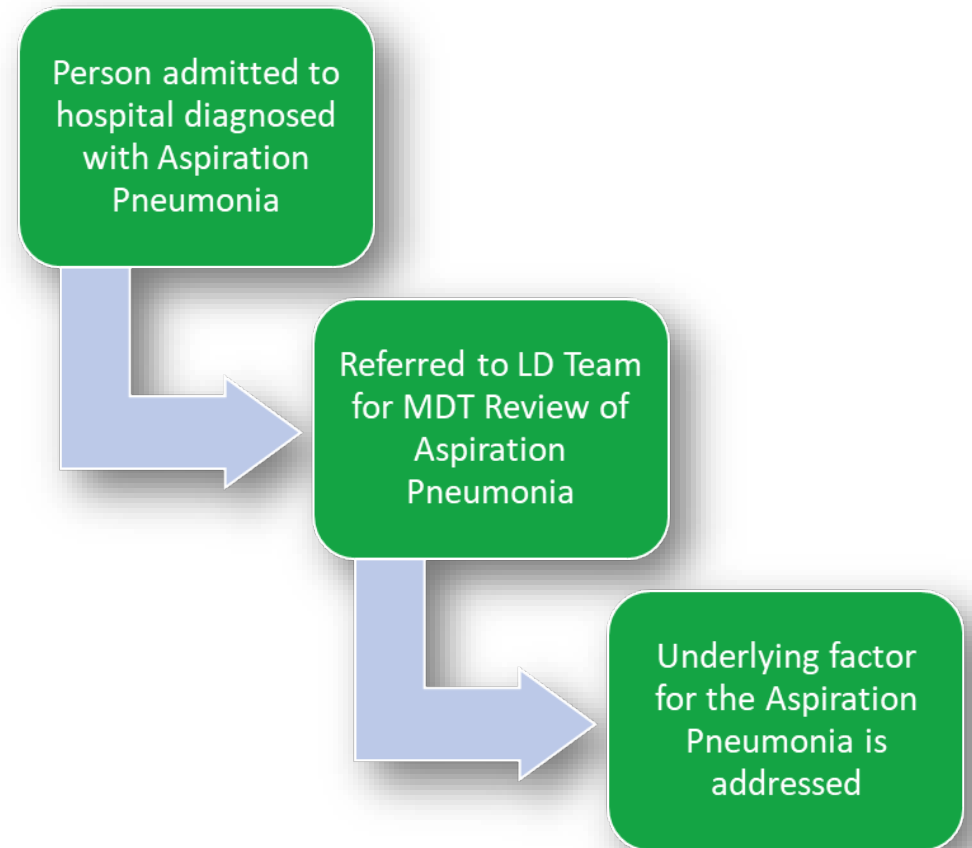 Person admitted to
hospital diagnosed
with Aspiration
Pneumonia
Referred to LD Team
for MDT Review of
Aspiration
Pneumonia
Underlying factor
for the Aspiration
Pneumonia is
addressed